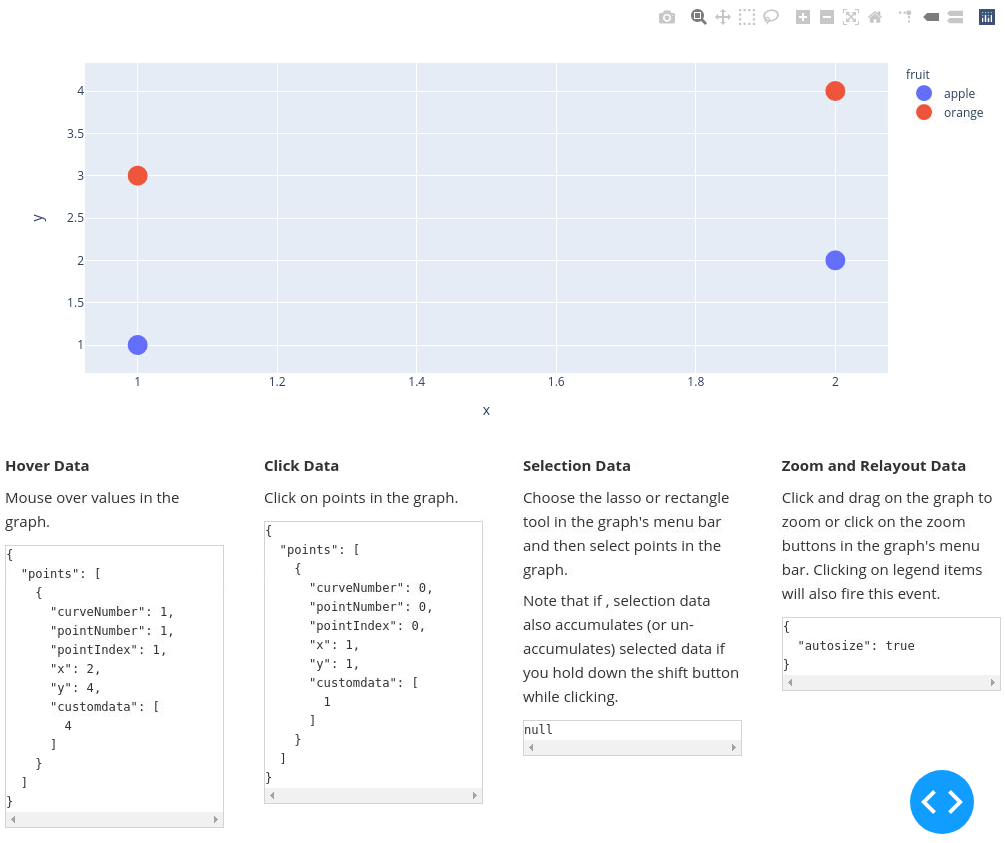 fruit
apple
orange
4
3.5
3
2.5
2
1.5
1
y
1
1.2
1.4
1.6
1.8
2
x
Hover Data
Mouse over values in the
graph.
{
  "points": [
    {
      "curveNumber": 1,
      "pointNumber": 1,
      "pointIndex": 1,
      "x": 2,
      "y": 4,
      "customdata": [
        4
      ]
    }
  ]
}
Click Data
Click on points in the graph.
{
  "points": [
    {
      "curveNumber": 0,
      "pointNumber": 0,
      "pointIndex": 0,
      "x": 1,
      "y": 1,
      "customdata": [
        1
      ]
    }
  ]
}
Selection Data
Choose the lasso or rectangle
tool in the graph's menu bar
and then select points in the
graph.
Note that if , selection data
also accumulates (or un-
accumulates) selected data if
you hold down the shift button
while clicking.
null
Zoom and Relayout Data
Click and drag on the graph to
zoom or click on the zoom
buttons in the graph's menu
bar. Clicking on legend items
will also fire this event.
{
  "autosize": true
}